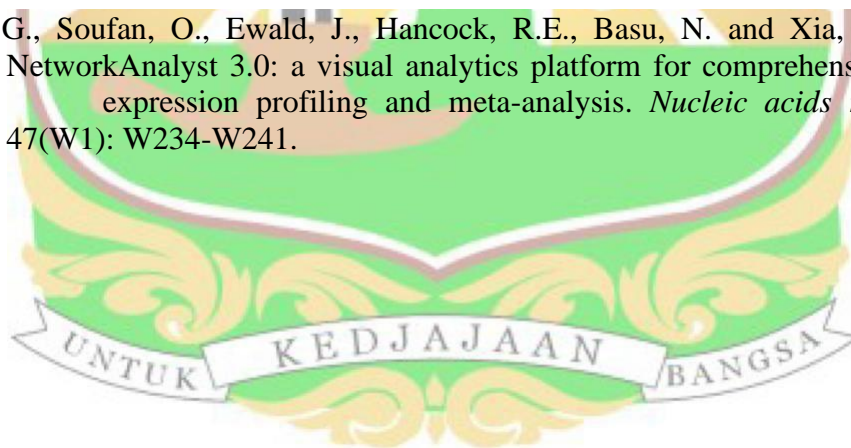 G., Soufan, O., Ewald, J., Hancock, R.E., Basu, N. and Xia,
NetworkAnalyst 3.0: a visual analytics platform for comprehens
expression profiling and meta-analysis. Nucleic acids
47(W1): W234-W241.
UNTUK KEDJAJAAN BANGSA